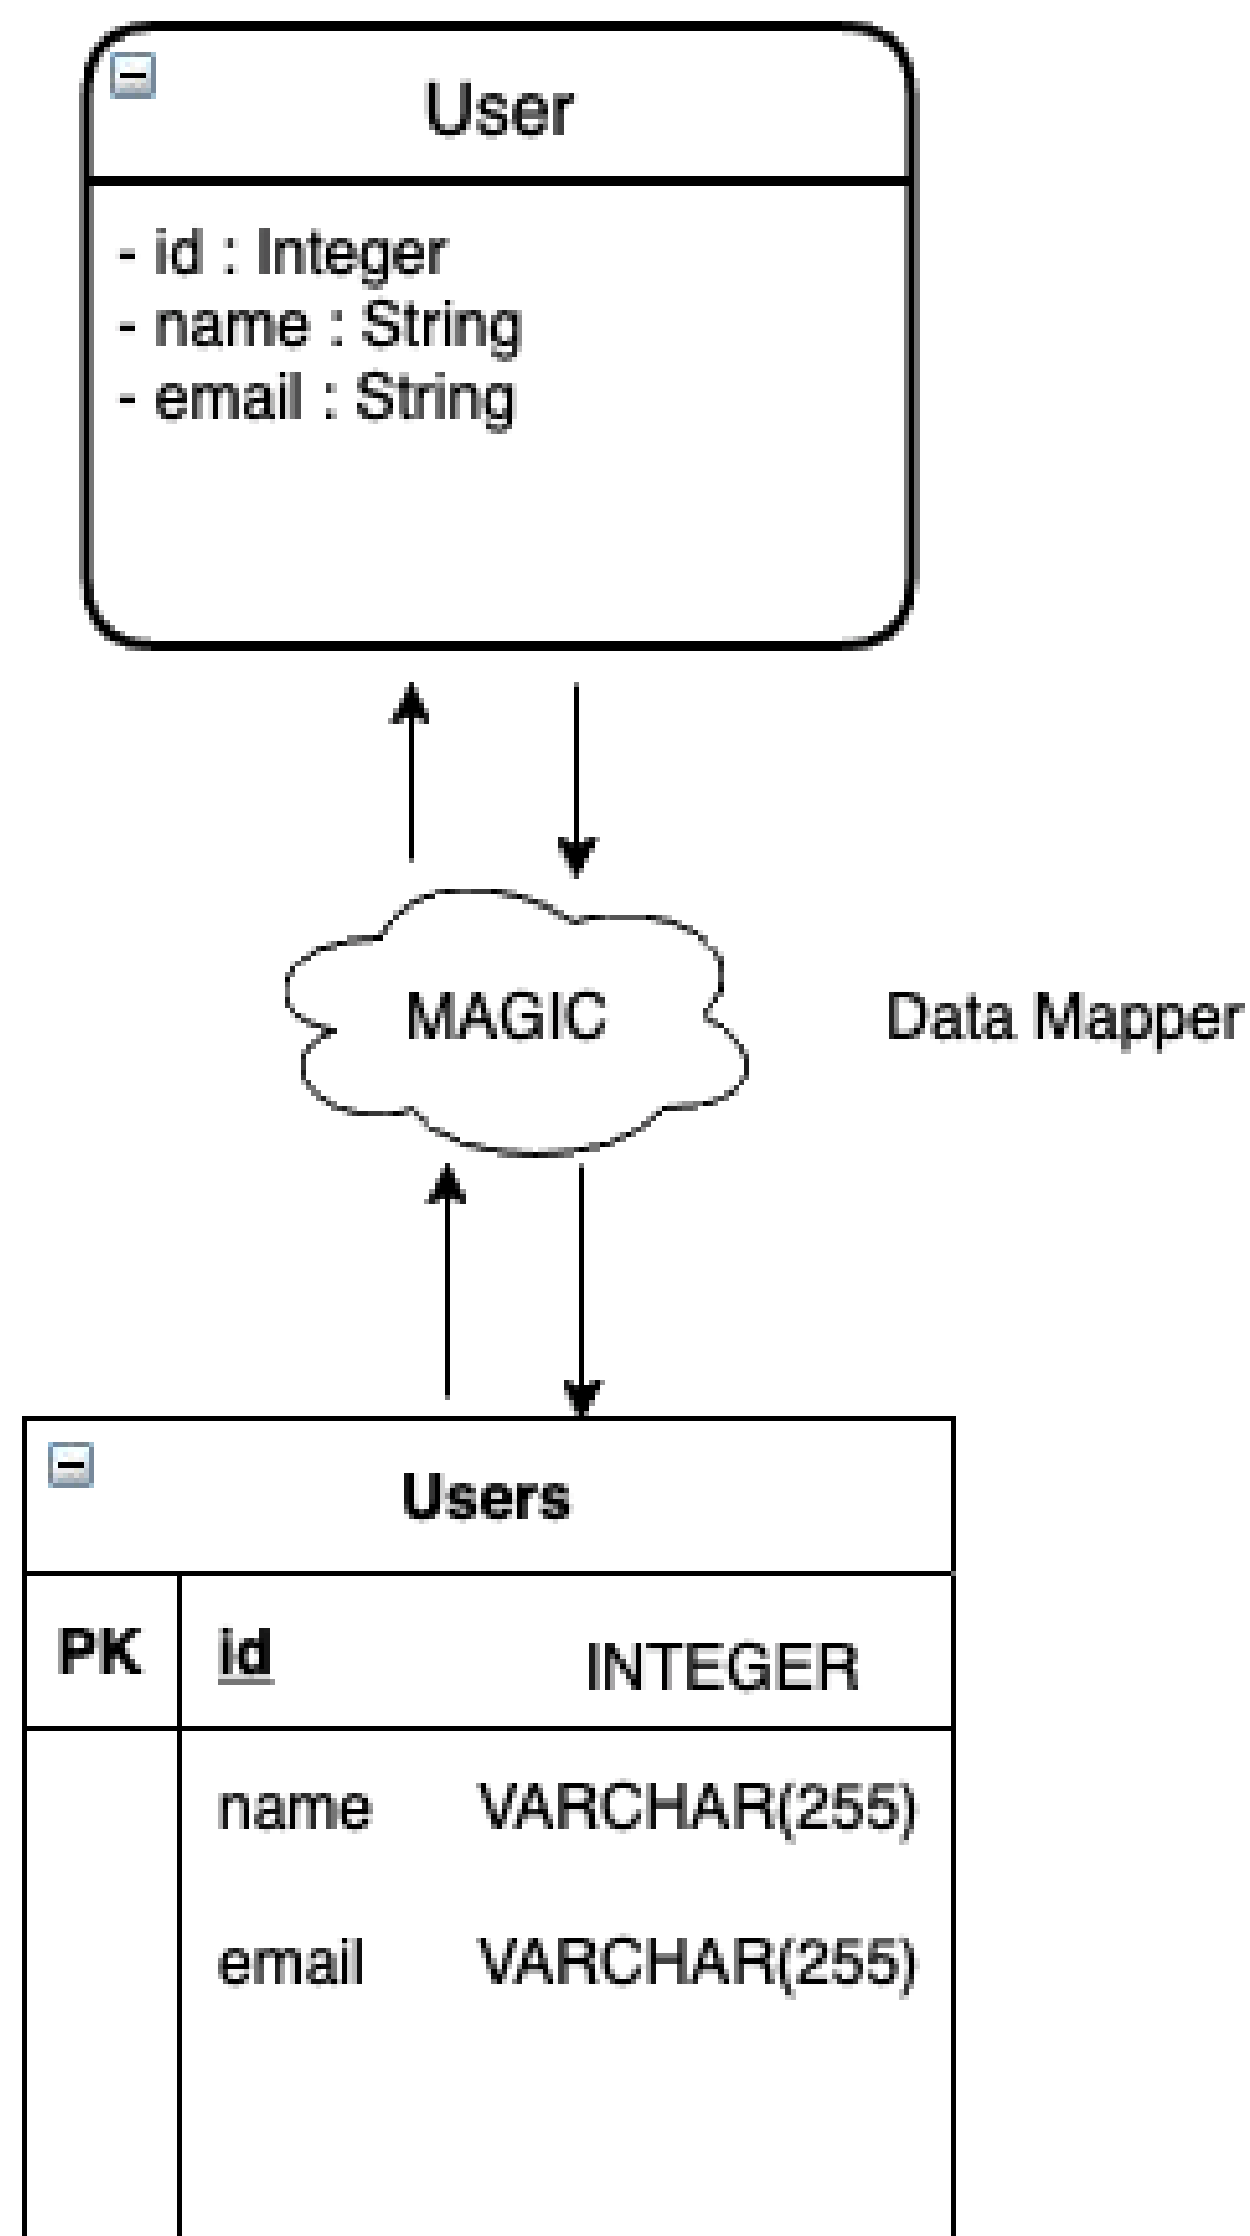 User
- id : Integer
- name : String
- email : String
MAGIC
Data Mapper
Users
PK id INTEGER
name VARCHAR(255)
email VARCHAR(255)